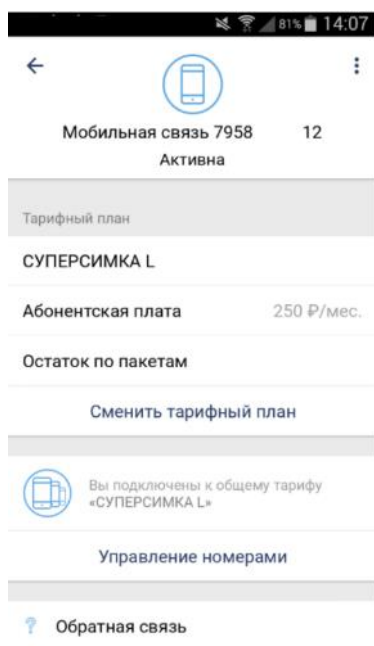 81% 14:07
Мобильная связь 7958 12
Активна
Тарифный план
СУПЕРСИМКА L
Абонентская плата 250 ₽/мес.
Остаток по пакетам
Сменить тарифный план
Вы подключены к общему тарифу
«СУПЕРСИМКА L»
Управление номерами
? Обратная связь